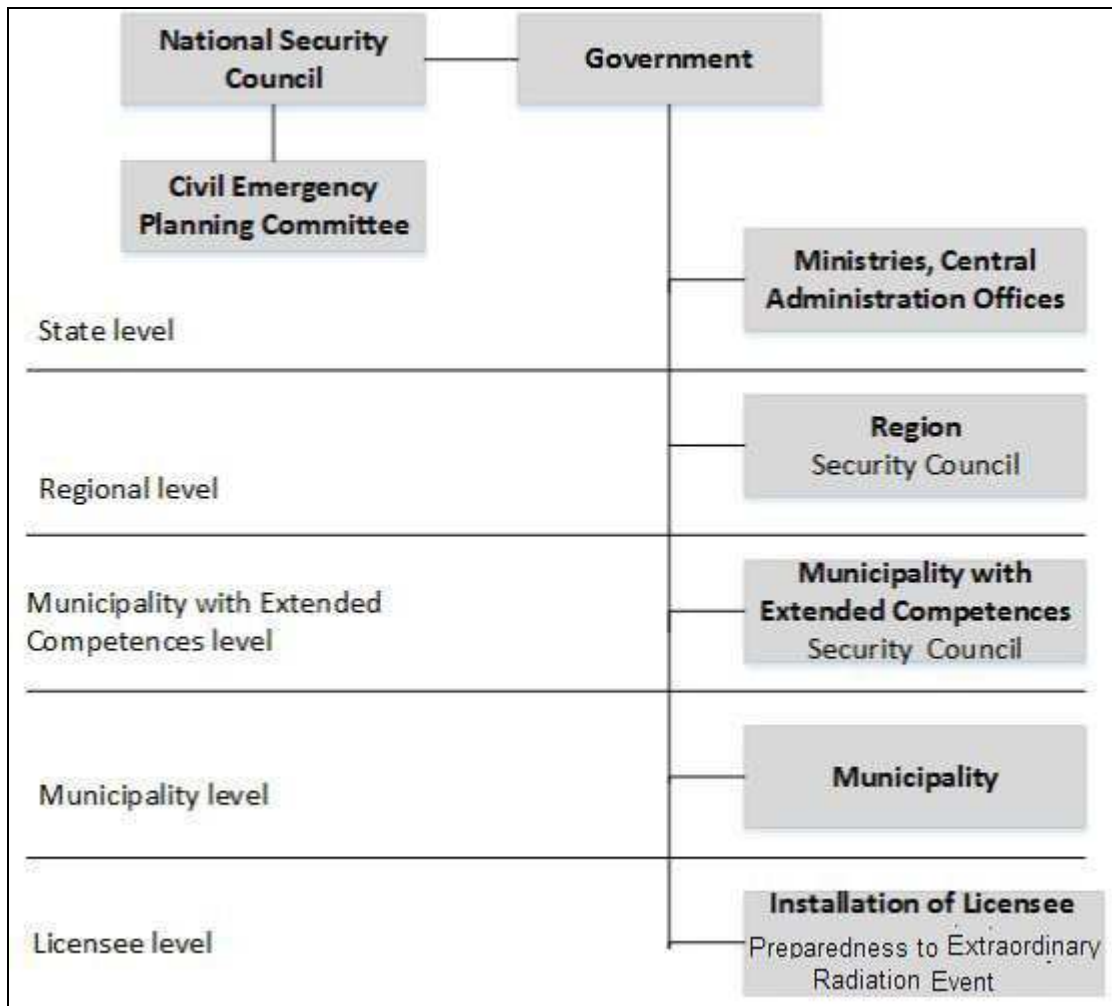 National Security
Council
Government
Civil Emergency
Planning Committee
Ministries, Central
Administration Offices
State level
Region
Security Council
Regional level
Municipality with Extended
Competences level
Municipality with
Extended Competences
Security Council
Municipality level
Municipality
Licensee level
Installation of Licensee
Preparedness to Extraordinary
Radiation Event